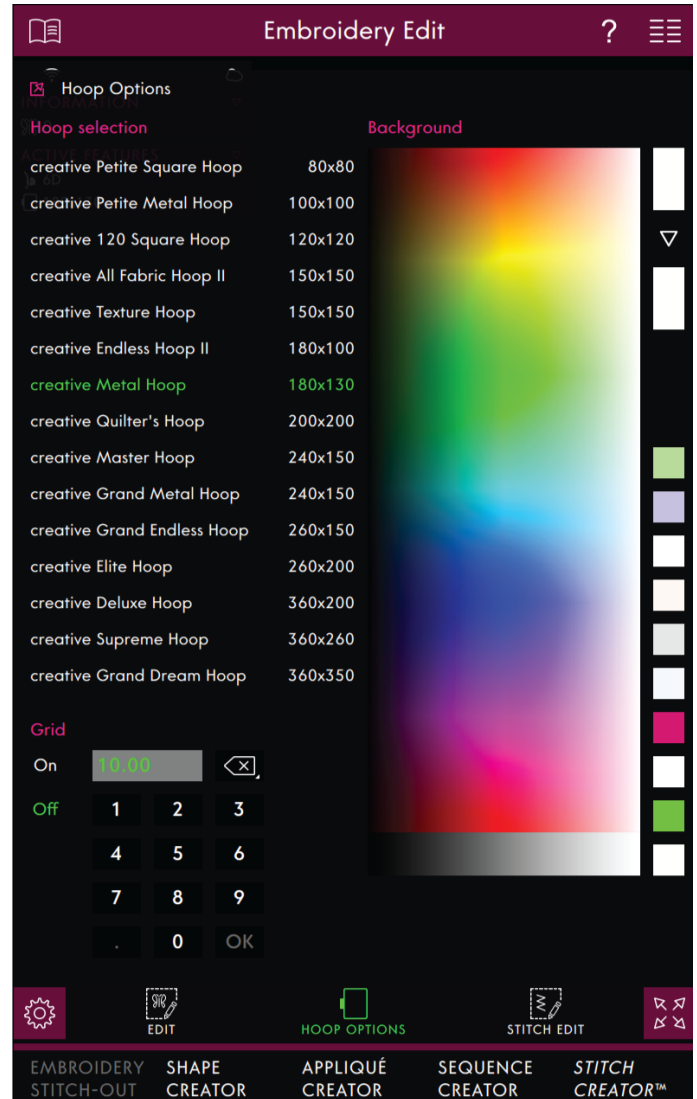 Embroidery Edit
?
Hoop Options
INFORMATION
Hoop selection
Background
ACTIVE FEATURES
6D
creative Petite Square Hoop 80x80
creative Petite Metal Hoop 100x100
creative 120 Square Hoop 120x120
creative All Fabric Hoop II 150x150
creative Texture Hoop 150x150
creative Endless Hoop II 180x100
creative Metal Hoop 180x130
creative Quilter's Hoop 200x200
creative Master Hoop 240x150
creative Grand Metal Hoop 240x150
creative Grand Endless Hoop 260x150
creative Elite Hoop 260x200
creative Deluxe Hoop 360x200
creative Supreme Hoop 360x260
creative Grand Dream Hoop 360x350
Grid
On 10.00
Off 1 2 3
4 5 6
7 8 9
. 0 OK
EDIT HOOP OPTIONS STITCH EDIT
EMBROIDERY SHAPE APPLIQUÉ SEQUENCE STITCH
STITCH-OUT CREATOR CREATOR CREATOR CREATOR™